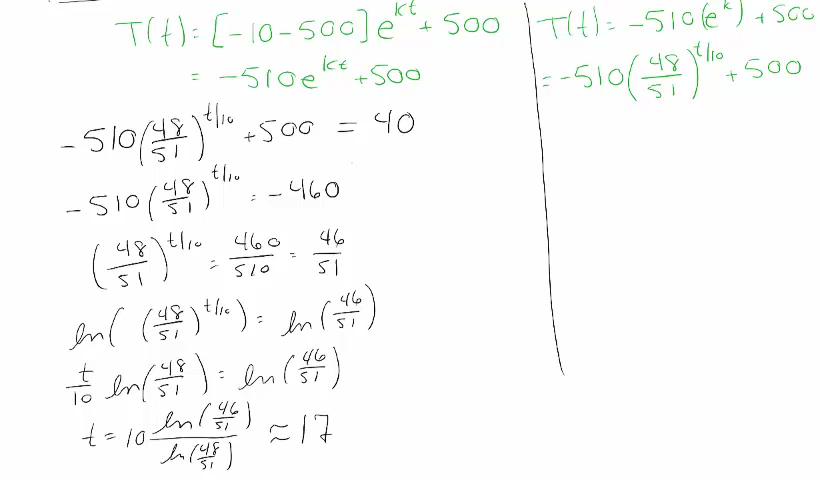 T(t) = [-10-500]e^{kt} + 500
= -510e^{kt} + 500
-510(48/51)^{t/10} + 500 = 40
-510(48/51)^{t/10} = -460
(48/51)^{t/10} = 460/510 = 46/51
ln((48/51)^{t/10}) = ln(46/51)
t/10 ln(48/51) = ln(46/51)
t = 10 ln(46/51)/ln(48/51) ≈ 17
T(t) = -510(e^k) + 500
= -510(48/51)^{t/10} + 500